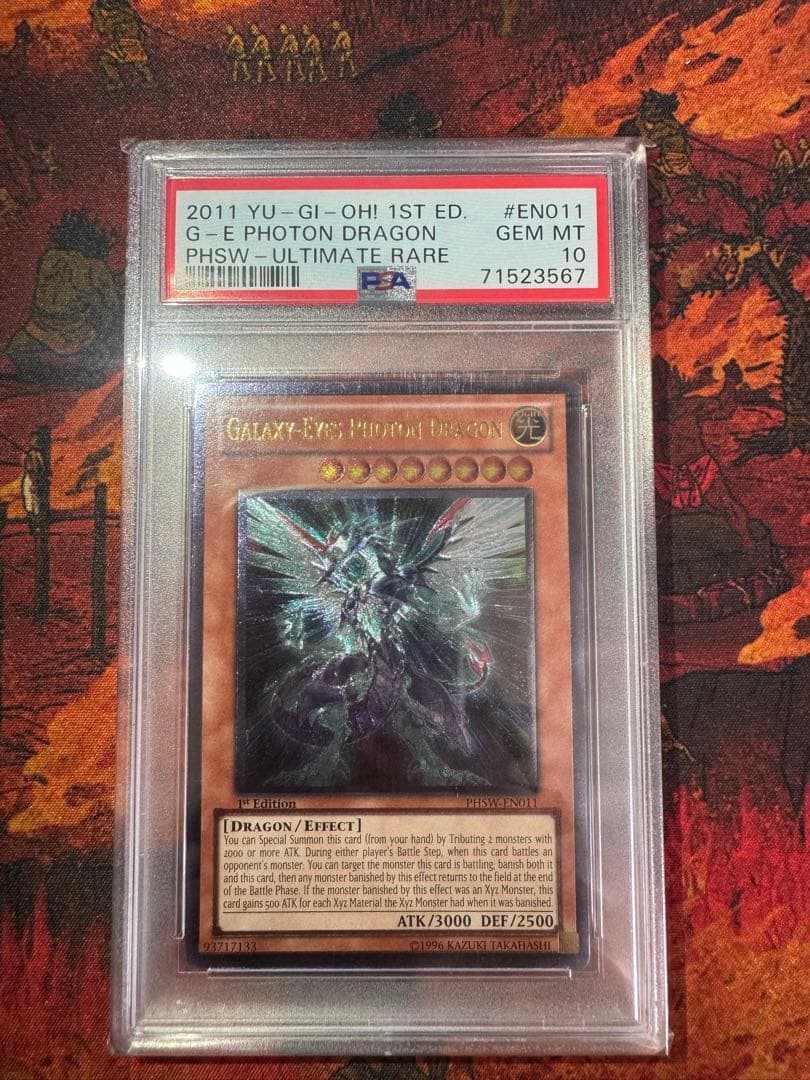 2011 YU-GI-OH! 1ST ED. #EN011
G-E PHOTON DRAGON GEM MT
PHSW-ULTIMATE RARE 10
PSA 71523567
GALAXY-EYES PHOTON DRAGON
LIGHT
光
1st Edition PHSW-EN011
[DRAGON/EFFECT]
You can Special Summon this card (from your hand) by Tributing 2 monsters with
2000 or more ATK. During either player's Battle Step, when this card battles an
opponent's monster: You can target the monster this card is battling; banish both it
and this card, then any monster banished by this effect returns to the field at the end
of the Battle Phase. If the monster banished by this effect was an Xyz Monster, this
card gains 500 ATK for each Xyz Material the Xyz Monster had when it was banished.
ATK/3000 DEF/2500
93717133 ©1996 KAZUKI TAKAHASHI